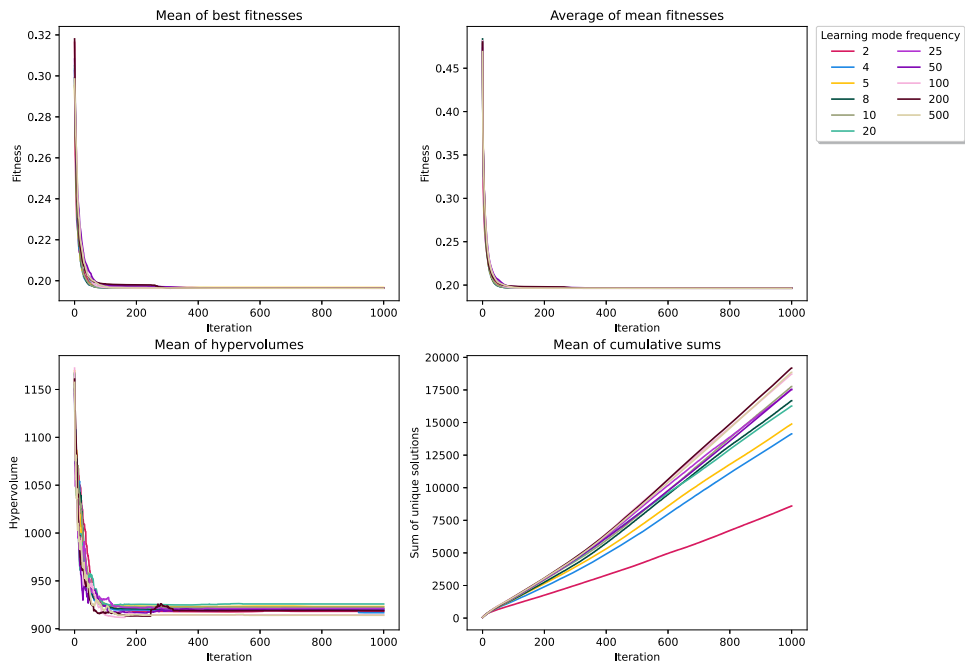 Mean of best fitnesses
0.32
0.30
0.28
0.26
0.24
0.22
0.20
Fitness
0 200 400 600 800 1000
Iteration
Average of mean fitnesses
0.45
0.40
0.35
0.30
0.25
0.20
Fitness
0 200 400 600 800 1000
Iteration
Learning mode frequency
2 25
4 50
5 100
8 200
10 500
20
Mean of hypervolumes
1150
1100
1050
1000
950
900
Hypervolume
0 200 400 600 800 1000
Iteration
Mean of cumulative sums
20000
17500
15000
12500
10000
7500
5000
2500
0
Sum of unique solutions
0 200 400 600 800 1000
Iteration